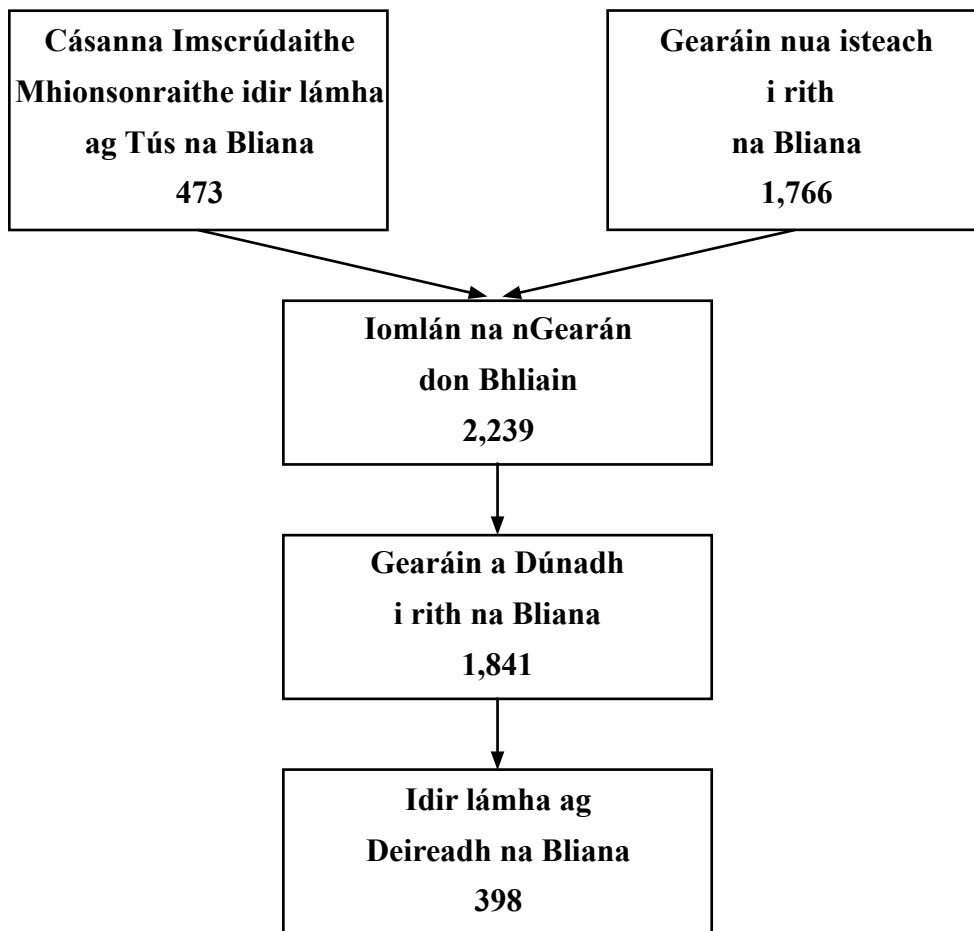 Cásanna Imscrúdaithe
Mhionsonraithe idir lámha
ag Tús na Bliana
473
Gearáin nua isteach
i rith
na Bliana
1,766
Iomlán na nGearán
don Bhliain
2,239
Gearáin a Dúnadh
i rith na Bliana
1,841
Idir lámha ag
Deireadh na Bliana
398